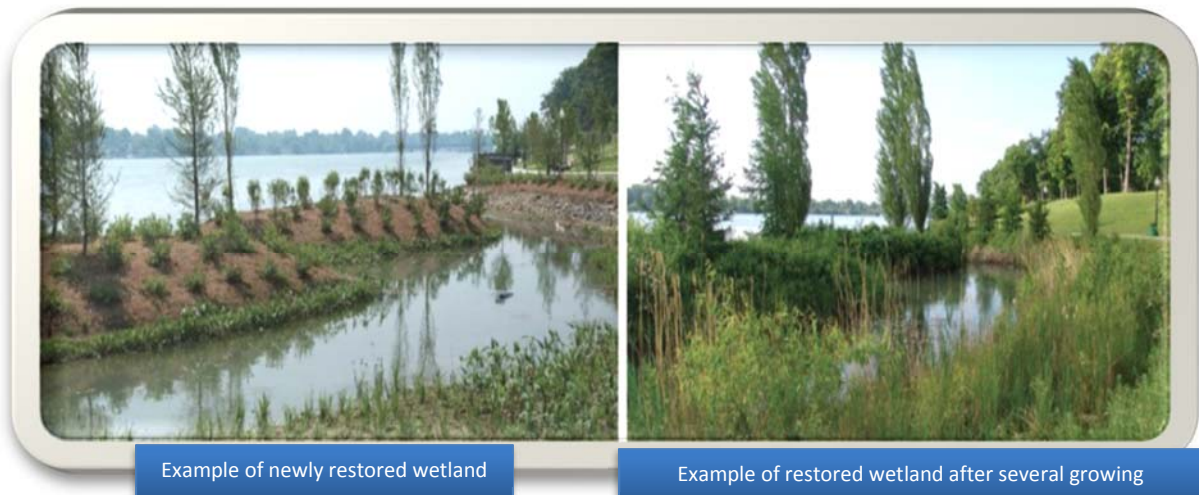 Example of newly restored wetland
Example of restored wetland after several growing